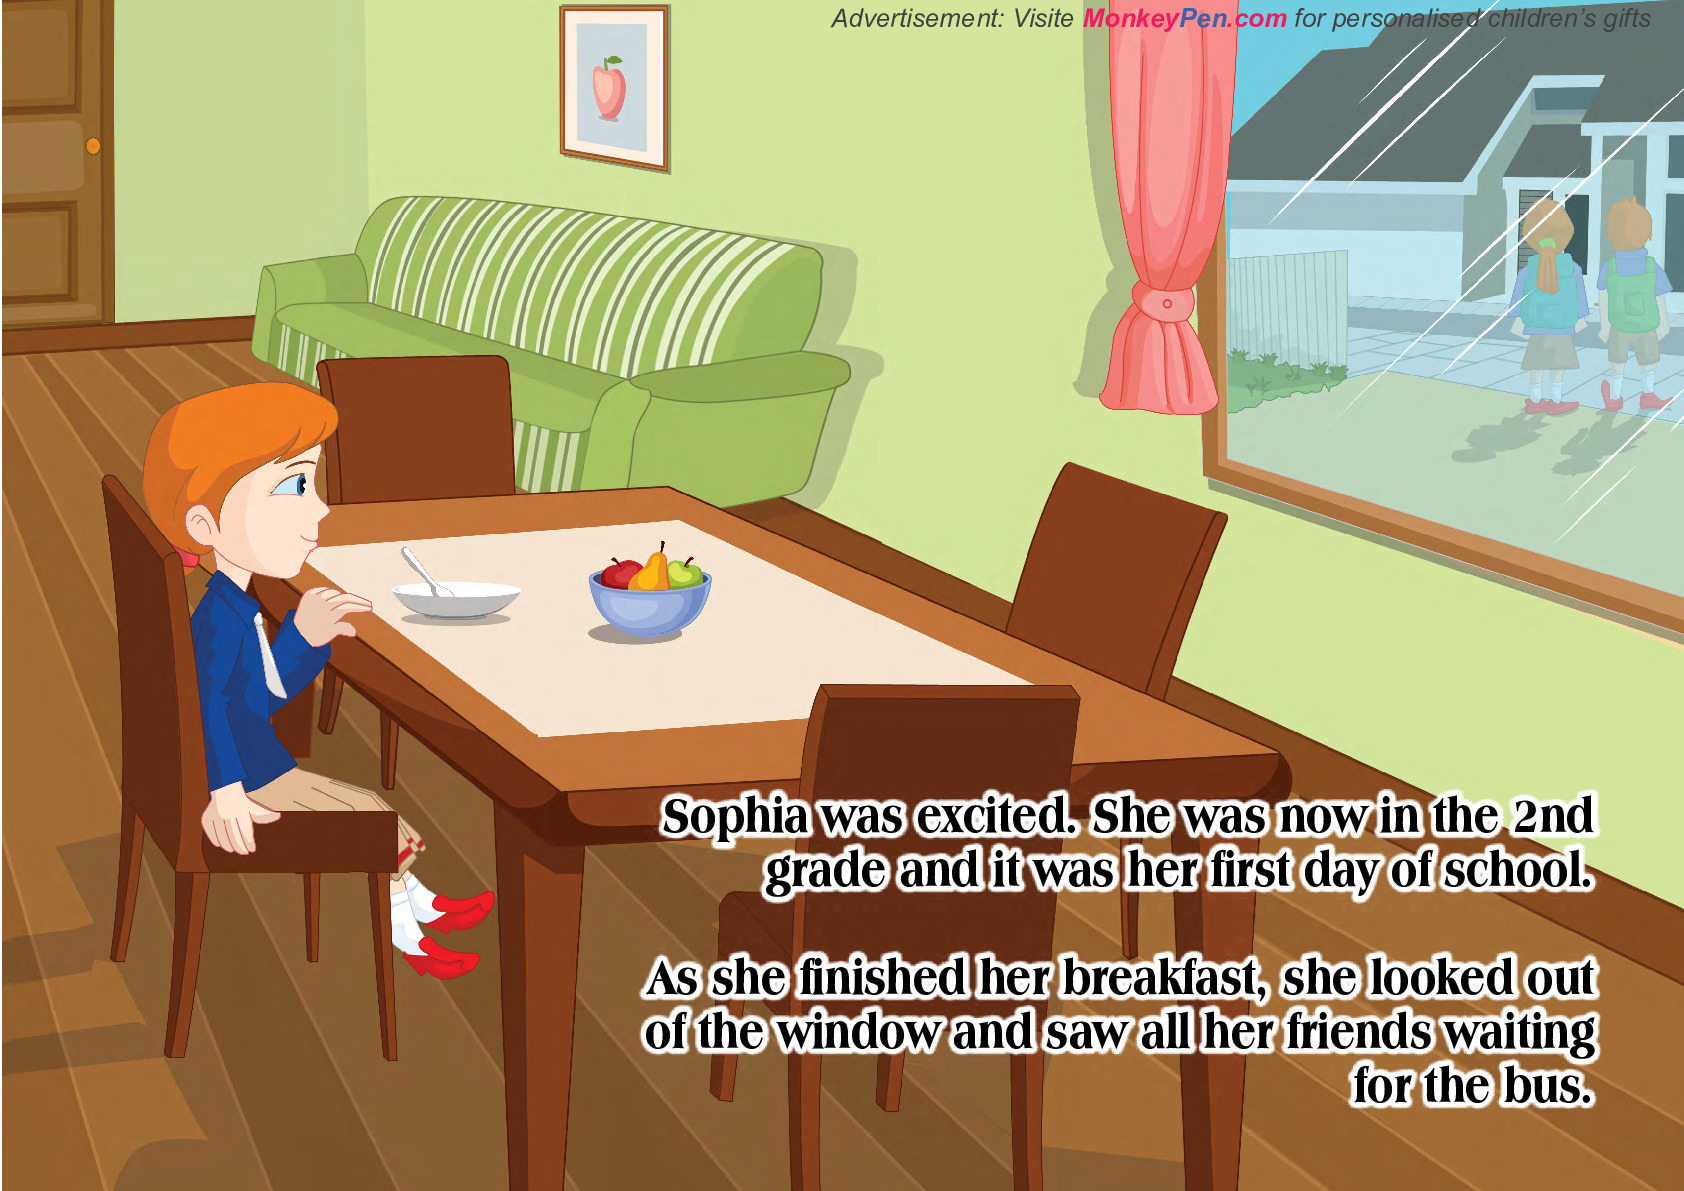 Advertisement: Visite MonkeyPen.com for personalised children's gifts
Sophia was excited. She was now in the 2nd
grade and it was her first day of school.
As she finished her breakfast, she looked out
of the window and saw all her friends waiting
for the bus.